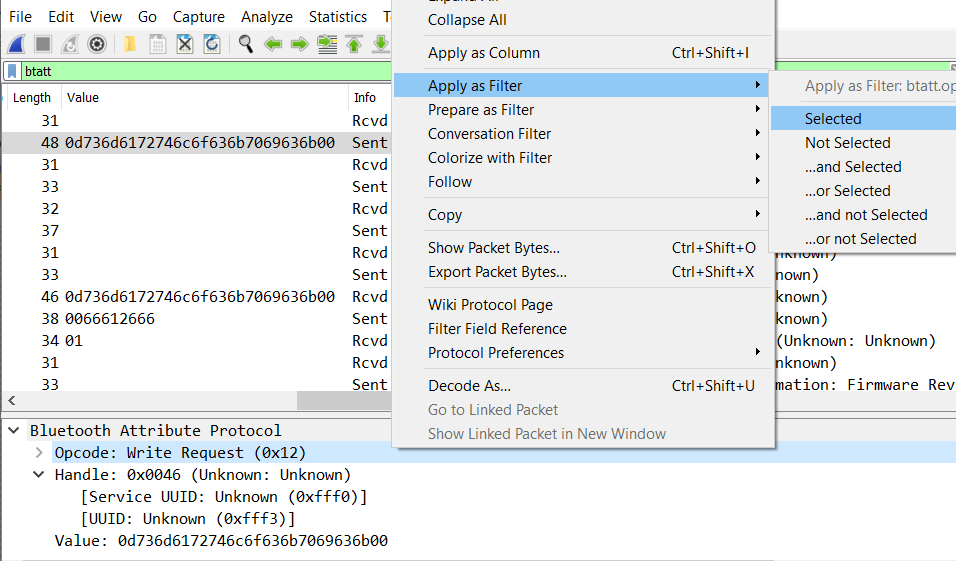 File Edit View Go Capture Analyze Statistics
btatt
Length Value Info
31 Rcvd
48 0d736d6172746c6f636b7069636b00 Sent
31 Rcvd
33 Sent
32 Rcvd
37 Sent
31 Rcvd
33 Sent nown)
46 0d736d6172746c6f636b7069636b00 Rcvd known)
38 0066612666 Sent known)
34 01 Rcvd (Unknown: Unknown)
31 Rcvd nknown)
33 Sent mation: Firmware Rev
Collapse All
Apply as Column Ctrl+Shift+I
Apply as Filter
Prepare as Filter
Conversation Filter
Colorize with Filter
Follow
Copy
Show Packet Bytes... Ctrl+Shift+O
Export Packet Bytes... Ctrl+Shift+X
Wiki Protocol Page
Filter Field Reference
Protocol Preferences
Decode As... Ctrl+Shift+U
Go to Linked Packet
Show Linked Packet in New Window
Apply as Filter: btatt.op
Selected
Not Selected
...and Selected
...or Selected
...and not Selected
...or not Selected
Bluetooth Attribute Protocol
Opcode: Write Request (0x12)
Handle: 0x0046 (Unknown: Unknown)
[Service UUID: Unknown (0xfff0)]
[UUID: Unknown (0xfff3)]
Value: 0d736d6172746c6f636b7069636b00